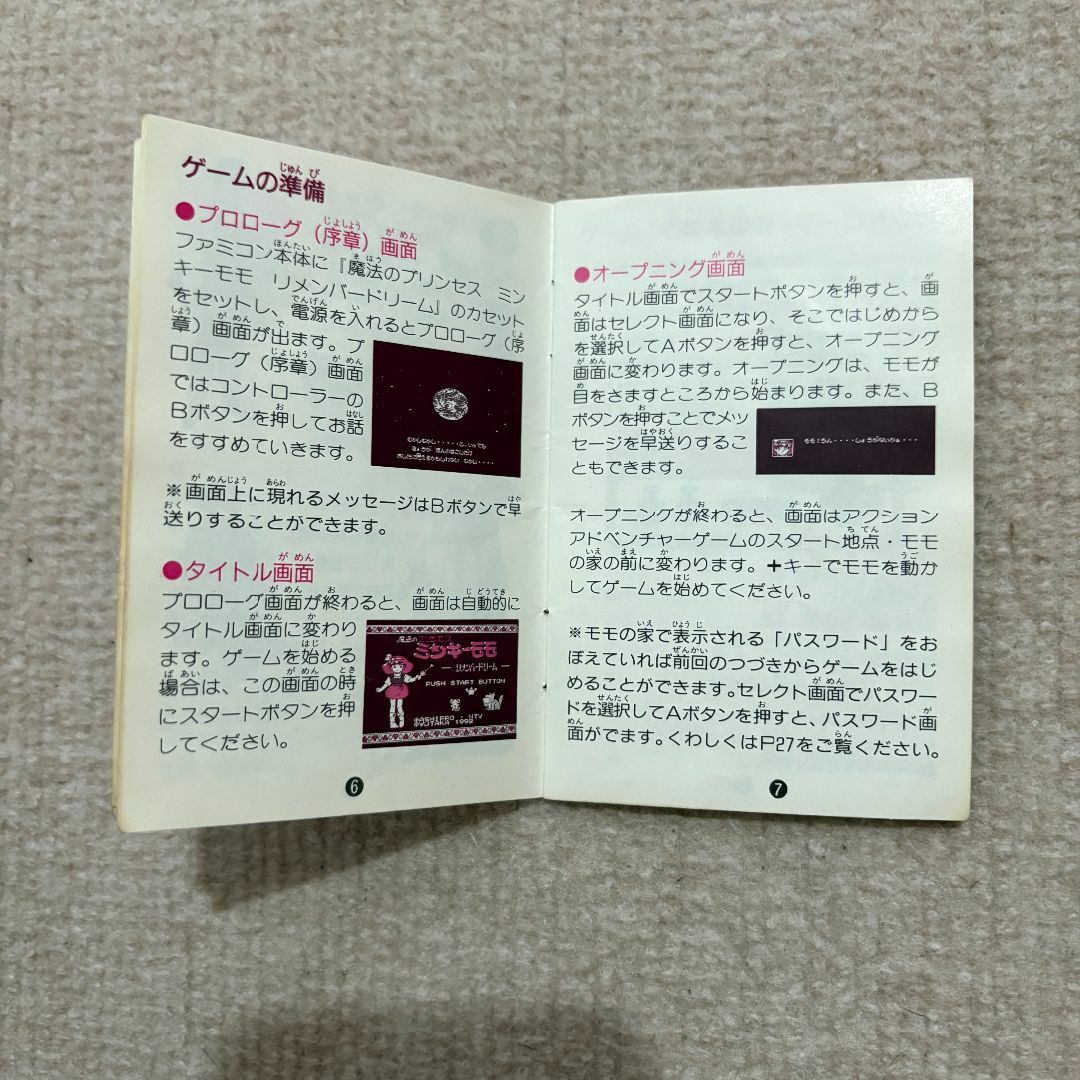 ゲームの準備
●プロローグ（序章）画面
ファミコン本体に『魔法のプリンセス ミン
キーモモ リメンバードリーム』のカセット
をセットし、電源を入れるとプロローグ（序
章）画面が出ます。プ
ロローグ（序章）画面
ではコントローラーの
Bボタンを押してお話
をすすめていきます。
※画面上に現れるメッセージはBボタンで早
送りすることができます。
●タイトル画面
プロローグ画面が終わると、画面は自動的に
タイトル画面に変わり
ます。ゲームを始める
場合は、この画面の時
にスタートボタンを押
してください。
魔法のプリンセス
ミンキーモモ
リメンバードリーム
PUSH START BUTTON
6
●オープニング画面
タイトル画面でスタートボタンを押すと、画
面はセレクト画面になり、そこではじめから
を選択してAボタンを押すと、オープニング
画面に変わります。オープニングは、モモが
目をさますところから始まります。また、B
ボタンを押すことでメッ
セージを早送りするこ
ともできます。
オープニングが終わると、画面はアクション
アドベンチャーゲームのスタート地点・モモ
の家の前に変わります。+キーでモモを動か
してゲームを始めてください。
※モモの家で表示される「パスワード」をお
ぼえていれば前回のつづきからゲームをはじ
めることができます。セレクト画面でパスワー
ドを選択してAボタンを押すと、パスワード画
面がでます。くわしくはP27をご覧ください。
7